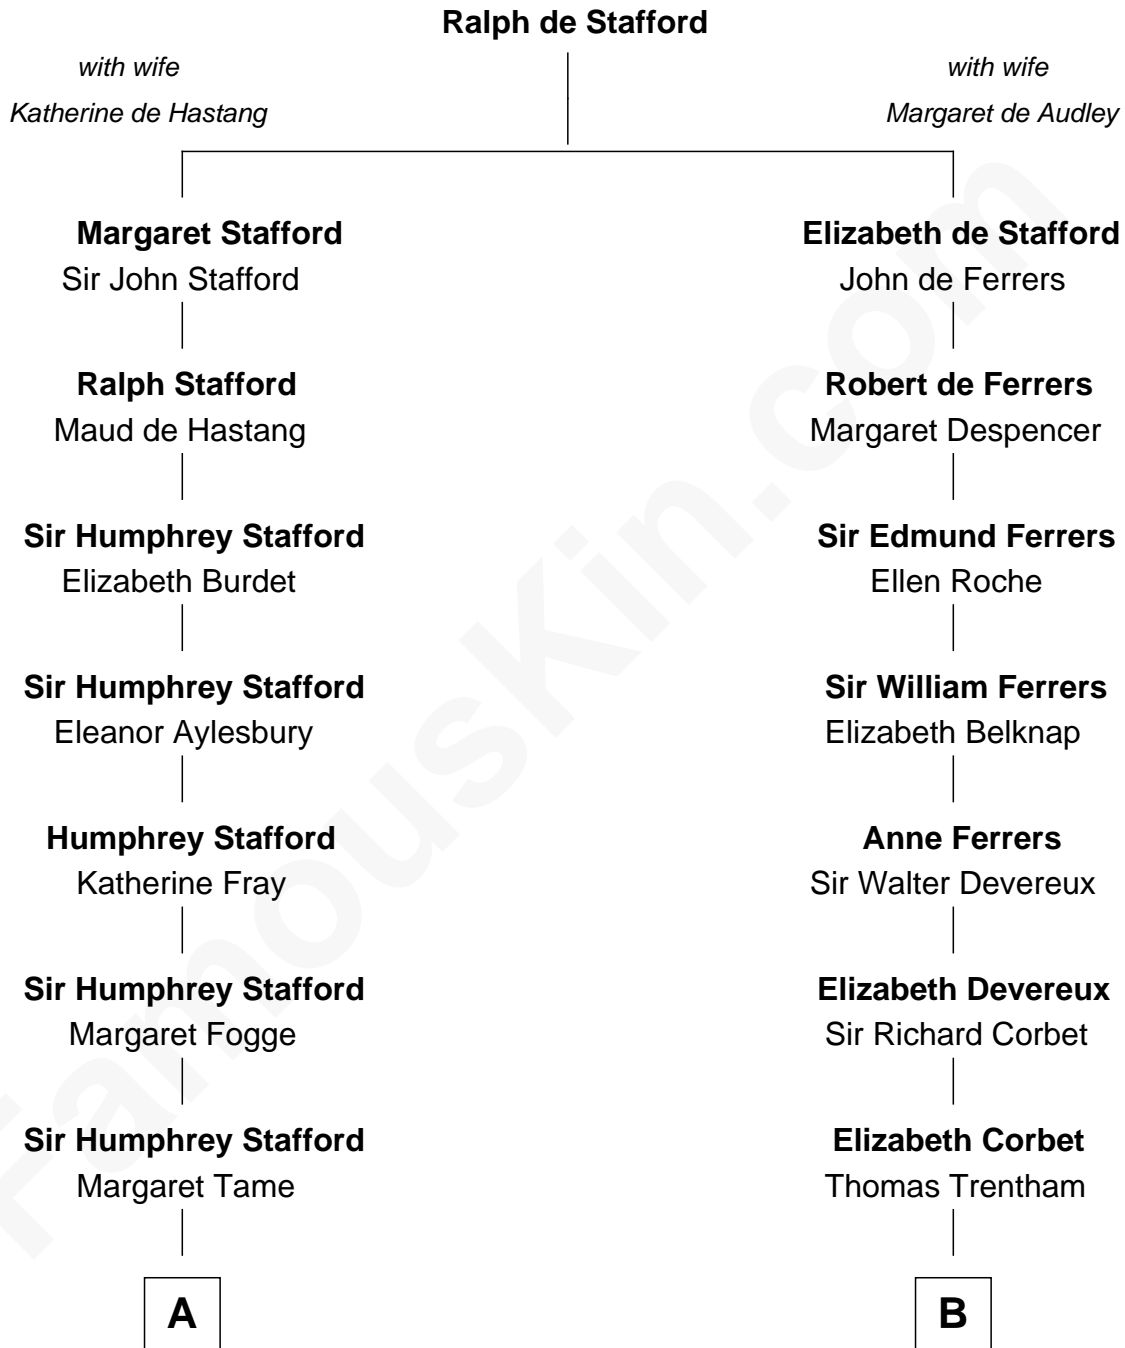 Ralph de Stafford
with wife
Katherine de Hastang
with wife
Margaret de Audley
Margaret Stafford
Sir John Stafford
Elizabeth de Stafford
John de Ferrers
Ralph Stafford
Maud de Hastang
Robert de Ferrers
Margaret Despencer
Sir Humphrey Stafford
Elizabeth Burdet
Sir Edmund Ferrers
Ellen Roche
Sir Humphrey Stafford
Eleanor Aylesbury
Sir William Ferrers
Elizabeth Belknap
Humphrey Stafford
Katherine Fray
Anne Ferrers
Sir Walter Devereux
Sir Humphrey Stafford
Margaret Fogge
Elizabeth Devereux
Sir Richard Corbet
Sir Humphrey Stafford
Margaret Tame
Elizabeth Corbet
Thomas Trentham
A
B
FamousKin.com